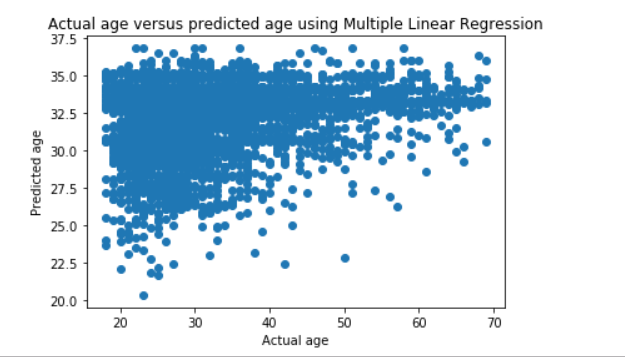 Actual age versus predicted age using Multiple Linear Regression
37.5
35.0
32.5
30.0
27.5
25.0
22.5
20.0
Predicted age
20 30 40 50 60 70
Actual age